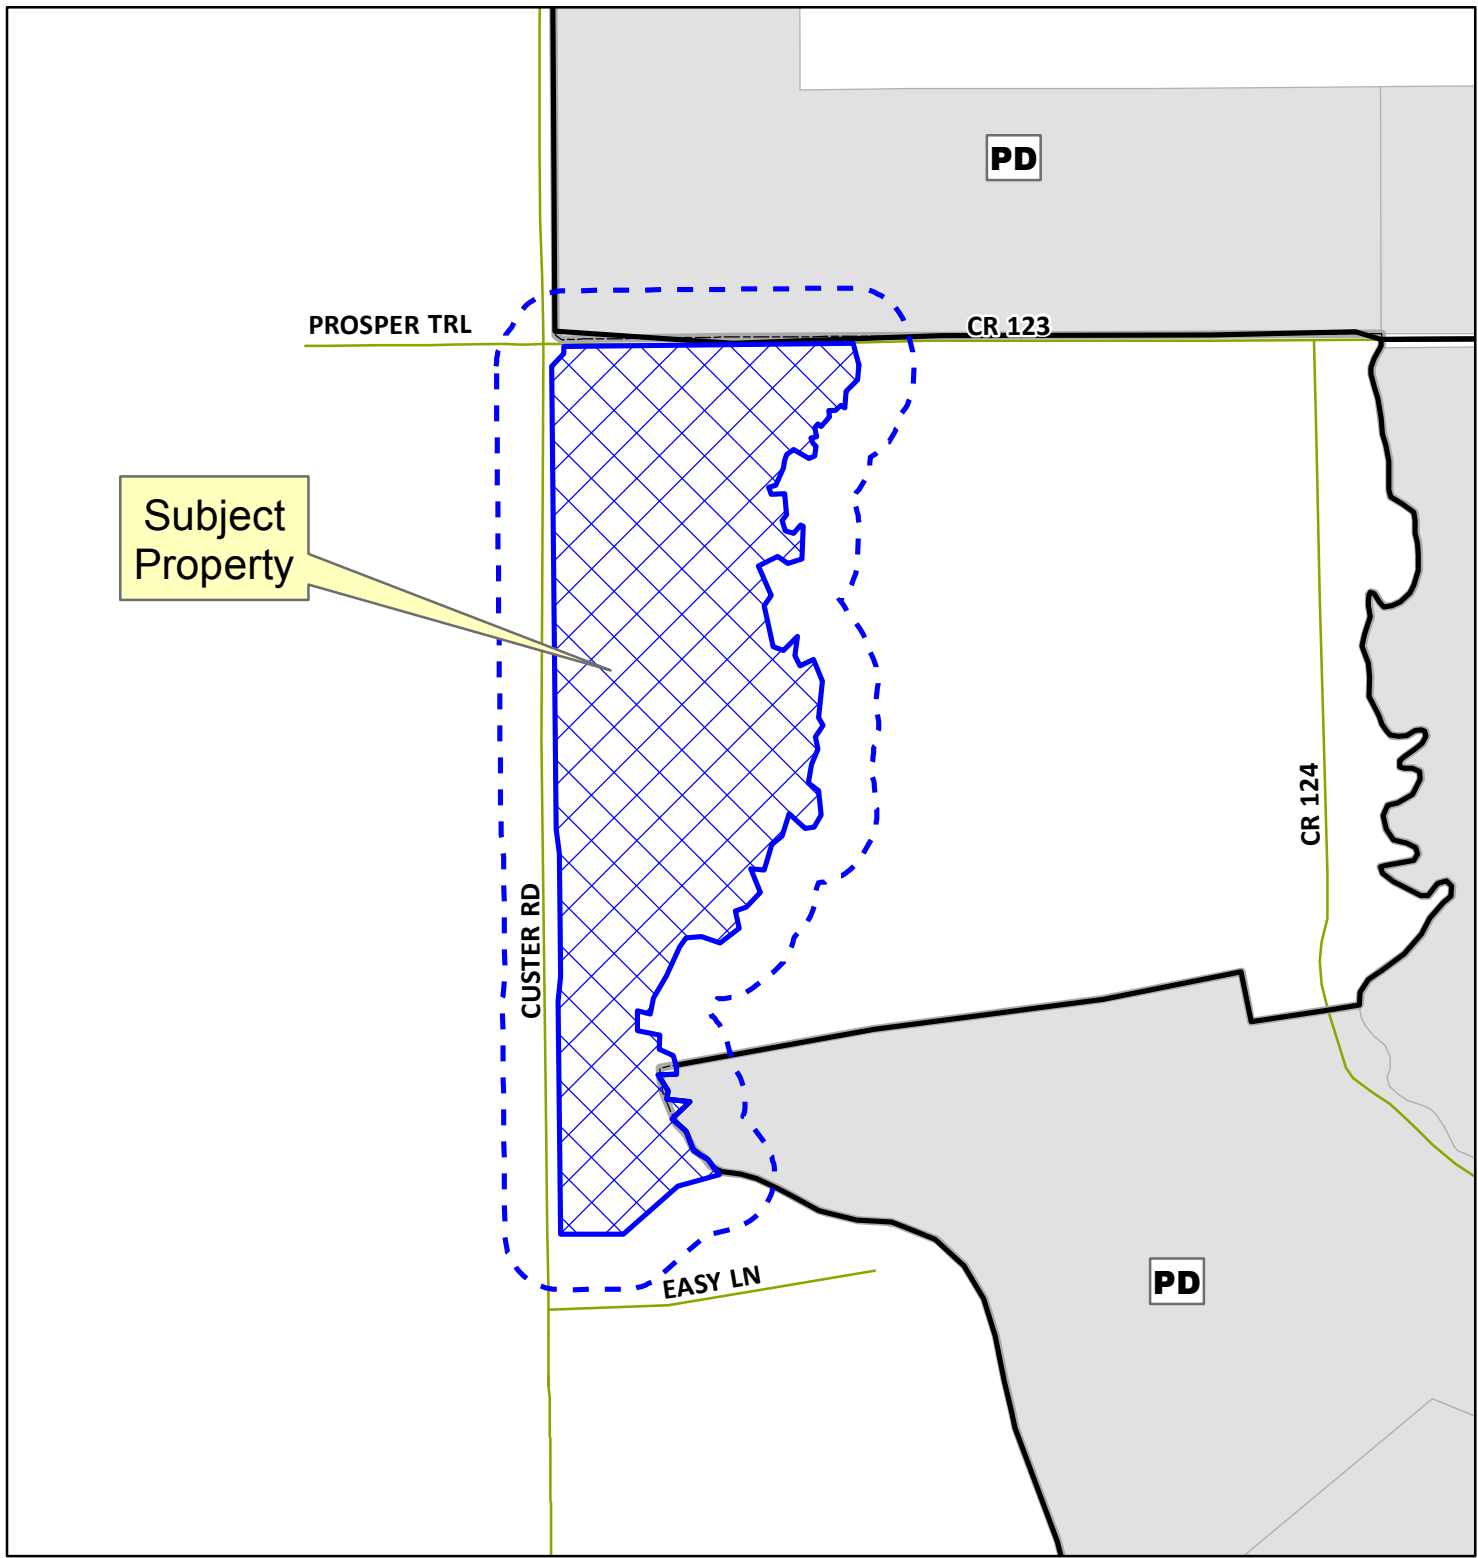 PD
PROSPER TRL
CR 123
Subject
Property
CR 124
CUSTER RD
EASY LN
PD